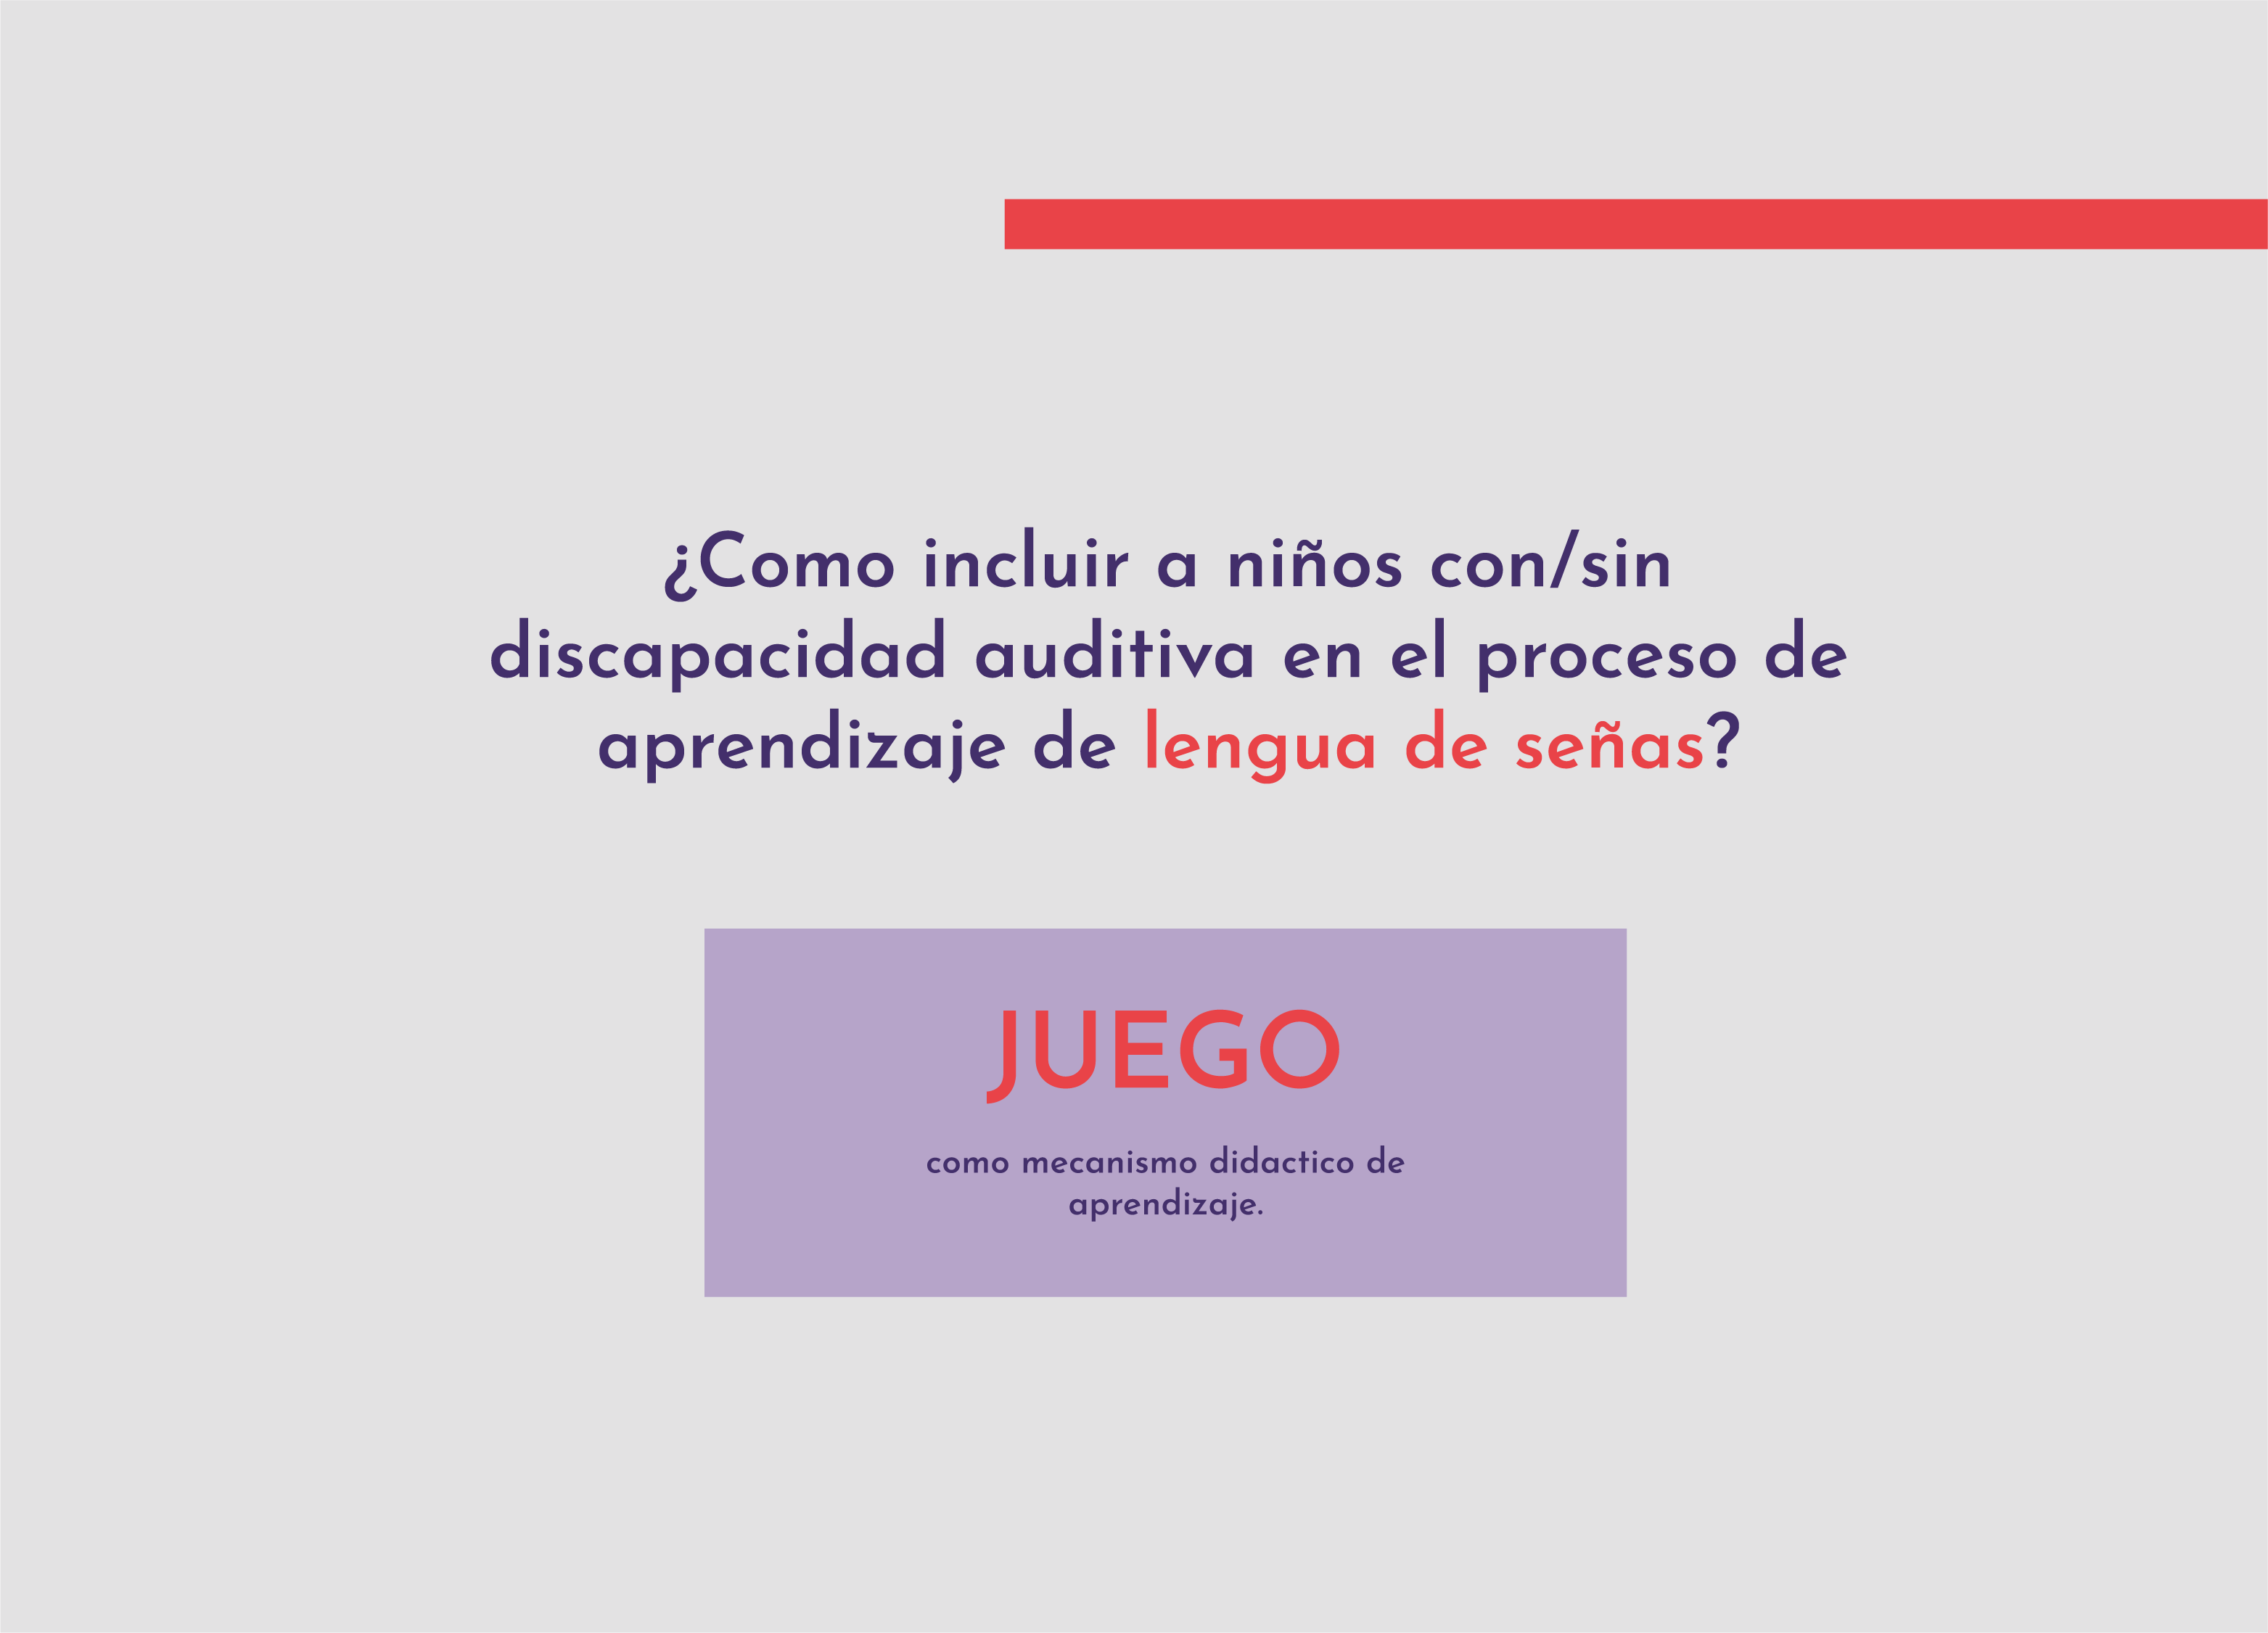 ¿Como incluir a niños con/sin
discapacidad auditiva en el proceso de
aprendizaje de lengua de señas?
JUEGO
como mecanismo didactico de
aprendizaje.